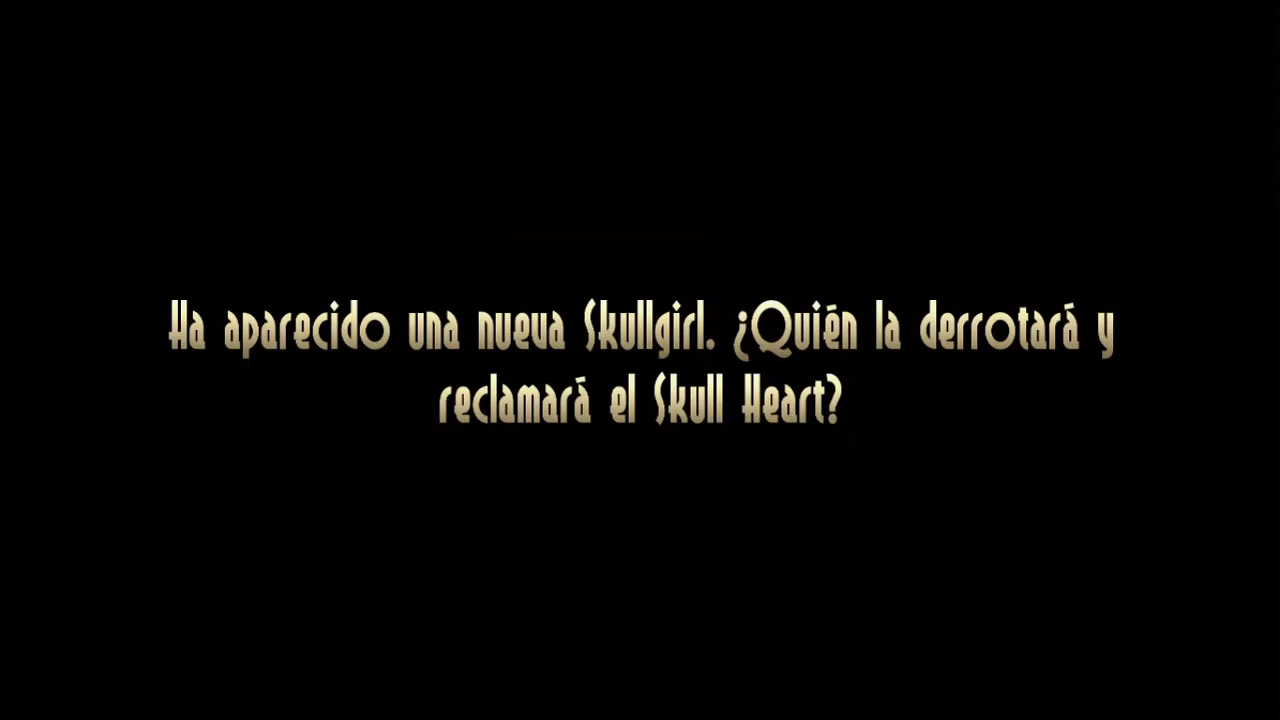 Ha aparecido una nueva Skullgirl. ¿Quién la derrotará y
reclamará el Skull Heart?